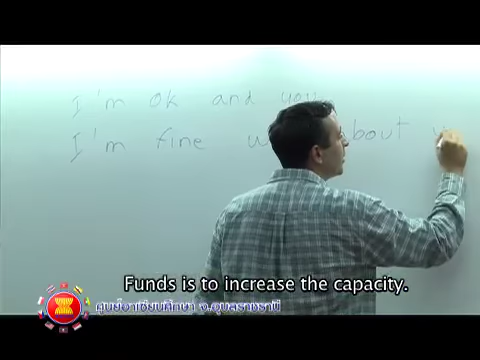 I'm ok and you
I'm fine about
Funds is to increase the capacity.
ศูนย์อาเซียนศึกษา จ.อุบลราชธานี